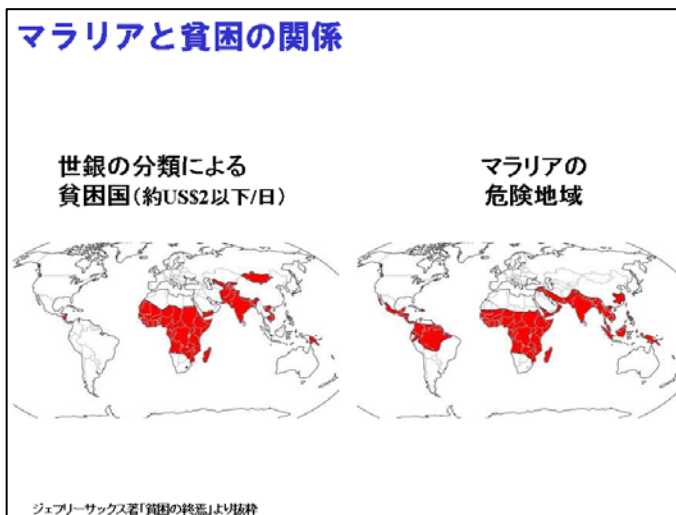 マラリアと貧困の関係
世銀の分類による
貧困国(約US$2以下/日)
マラリアの
危険地域
ジェフリーサックス著「貧困の終焉」より抜粋